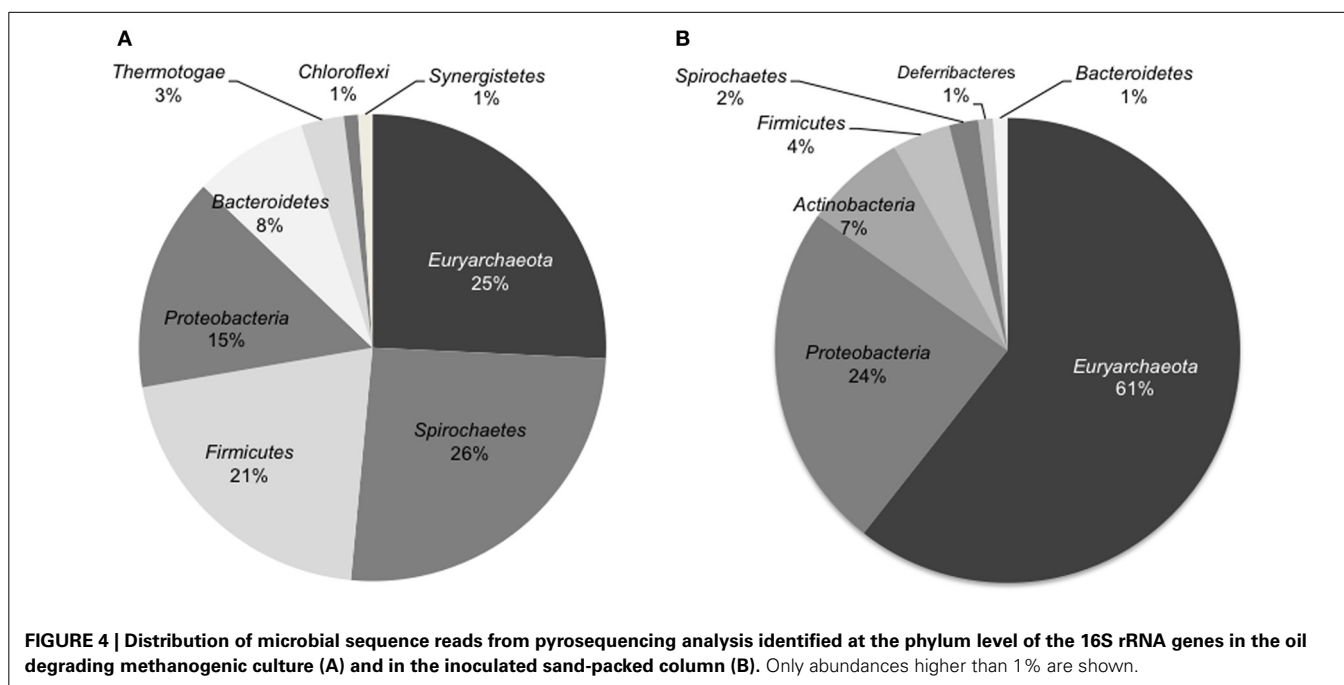 A
Thermotogae
3%
Chloroflexi
1%
Synergistetes
1%
Bacteroidetes
8%
Euryarchaeota
25%
Proteobacteria
15%
Spirochaetes
26%
Firmicutes
21%
B
Spirochaetes
2%
Deferribacteres
1%
Bacteroidetes
1%
Firmicutes
4%
Actinobacteria
7%
Proteobacteria
24%
Euryarchaeota
61%
FIGURE 4 | Distribution of microbial sequence reads from pyrosequencing analysis identified at the phylum level of the 16S rRNA genes in the oil
degrading methanogenic culture (A) and in the inoculated sand-packed column (B). Only abundances higher than 1% are shown.